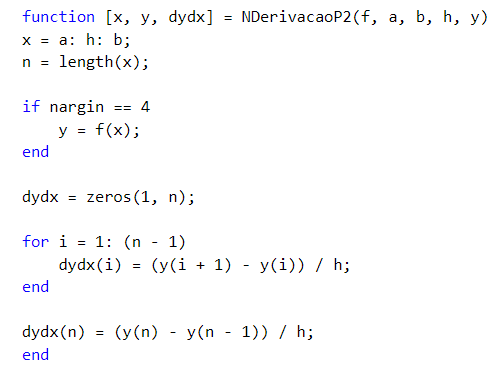 function [x, y, dydx] = NDerivacaoP2(f, a, b, h, y)
x = a: h: b;
n = length(x);
if nargin == 4
y = f(x);
end
dydx = zeros(1, n);
for i = 1: (n - 1)
dydx(i) = (y(i + 1) - y(i)) / h;
end
dydx(n) = (y(n) - y(n - 1)) / h;
end